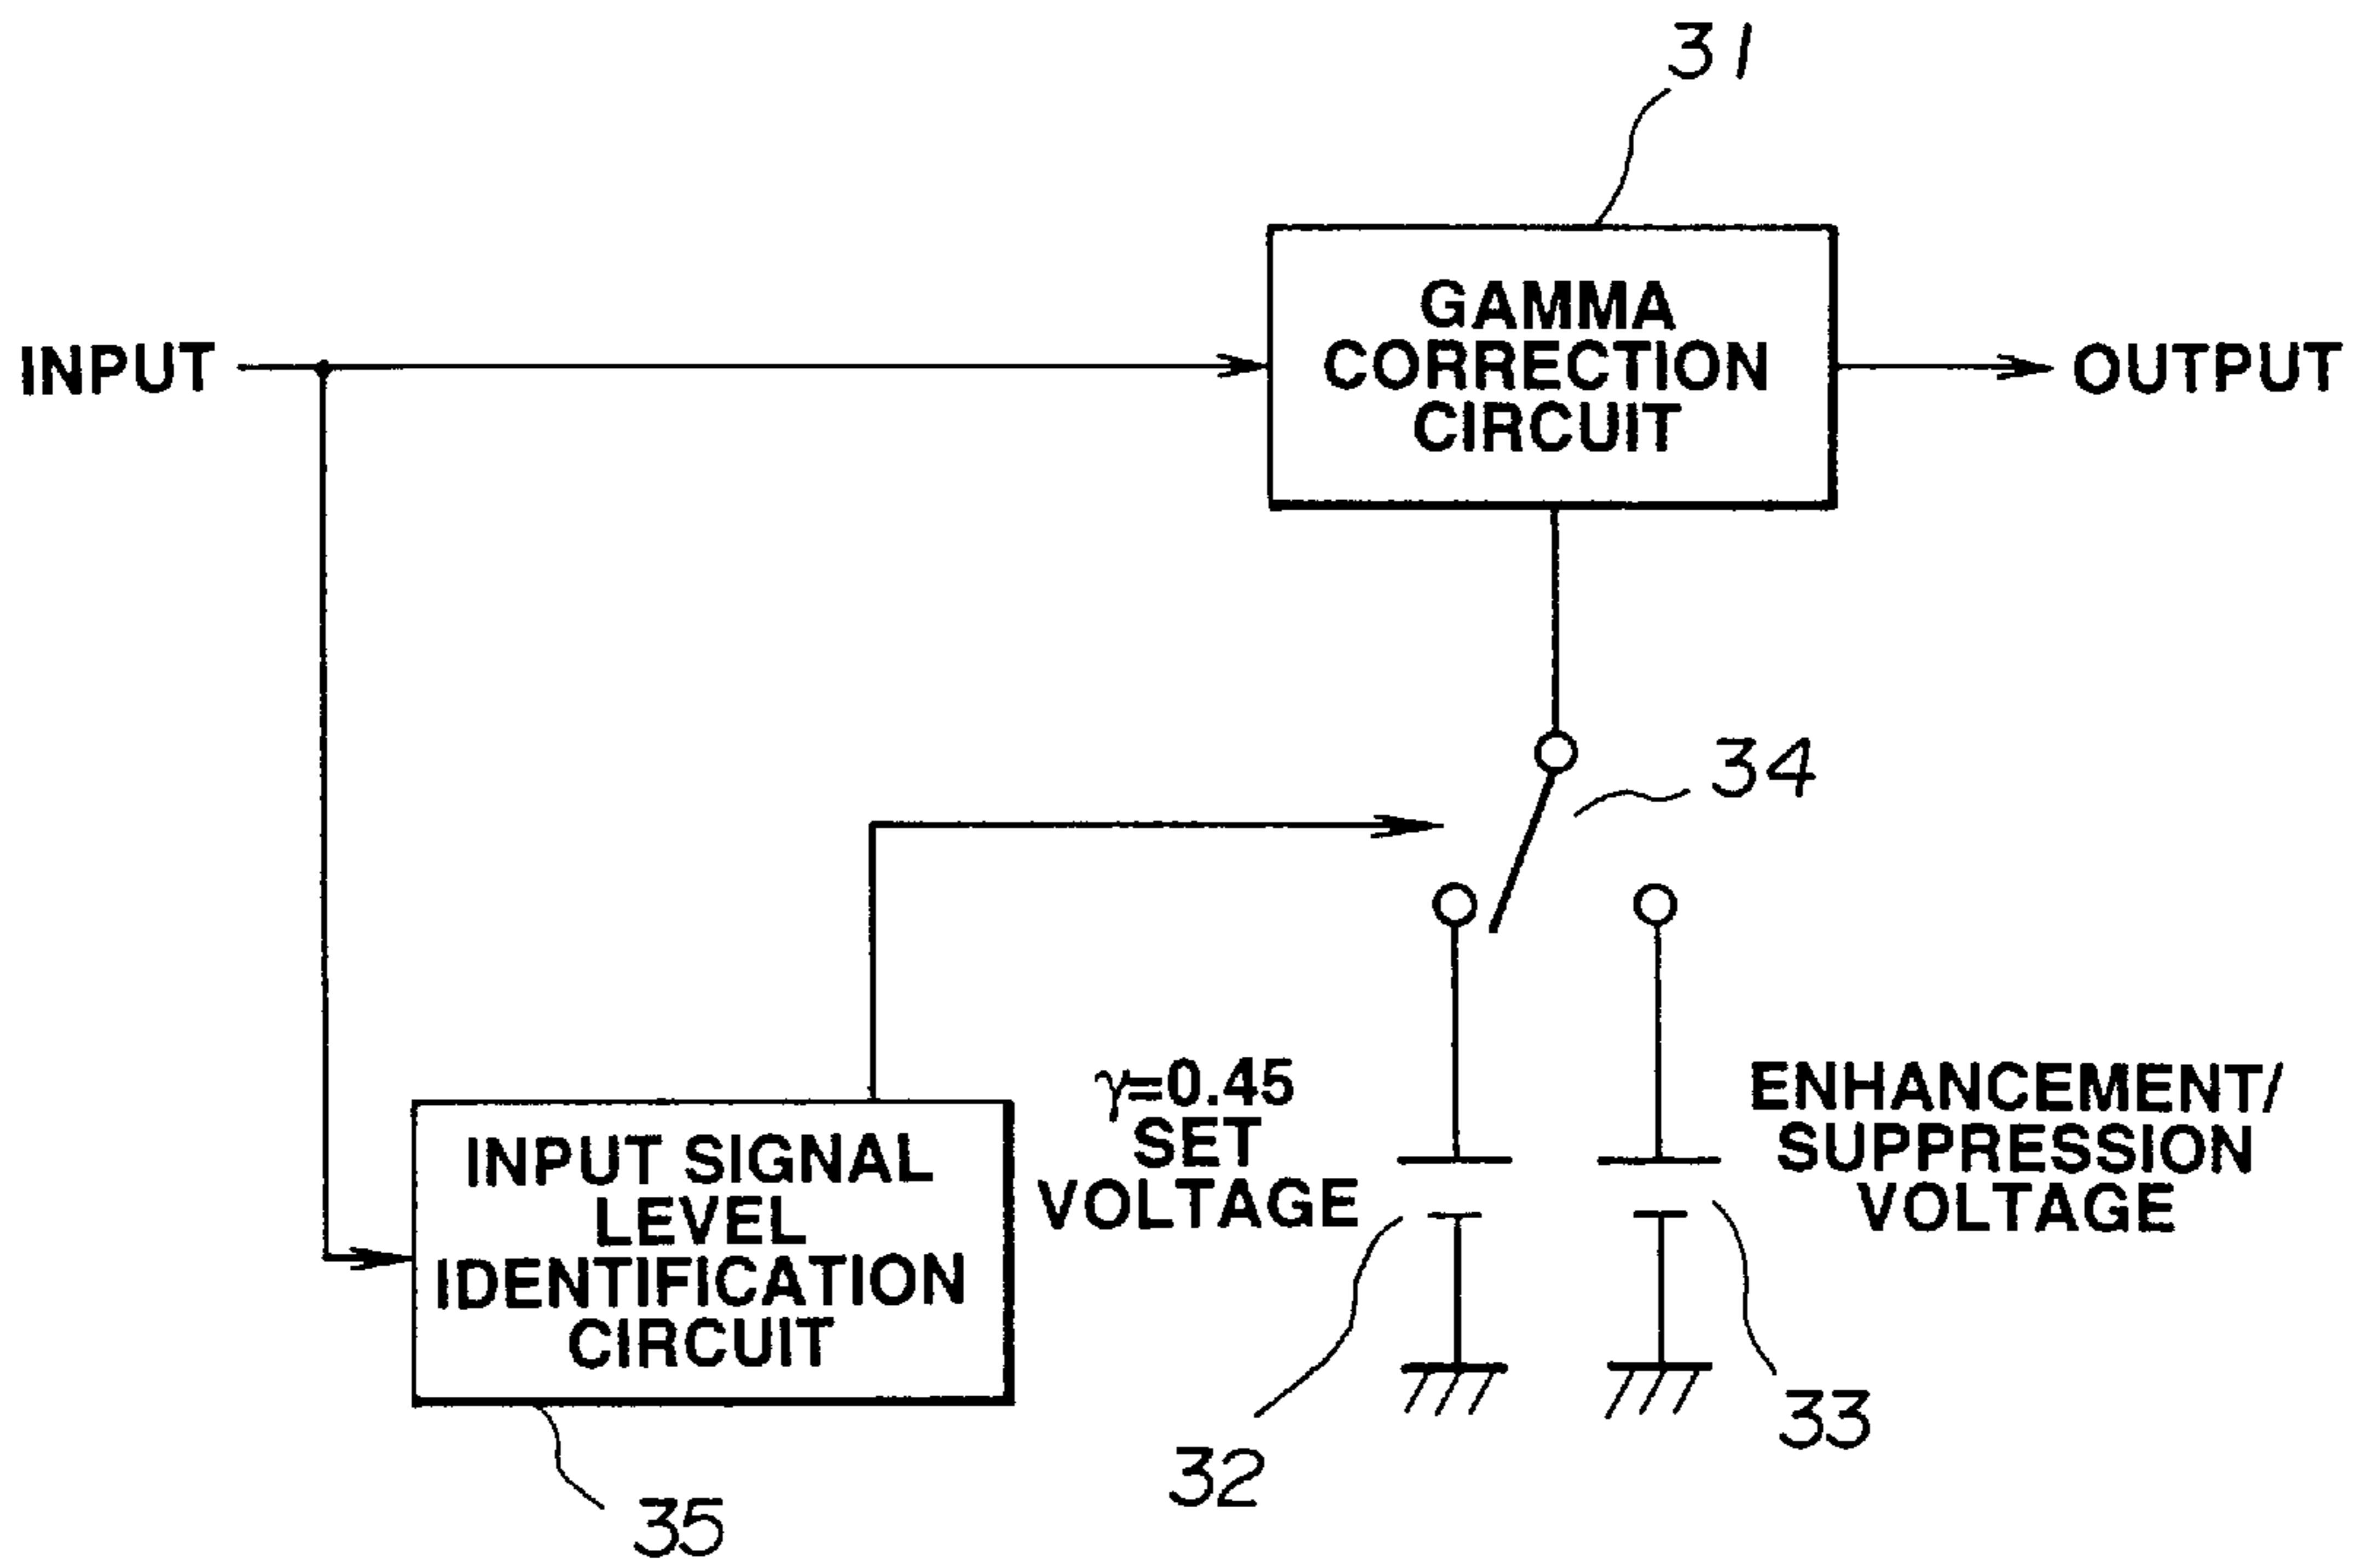 31
GAMMA
CORRECTION
CIRCUIT
INPUT
OUTPUT
34
γ=0.45
SET
VOLTAGE
ENHANCEMENT/
SUPPRESSION
VOLTAGE
INPUT SIGNAL
LEVEL
IDENTIFICATION
CIRCUIT
32
33
35